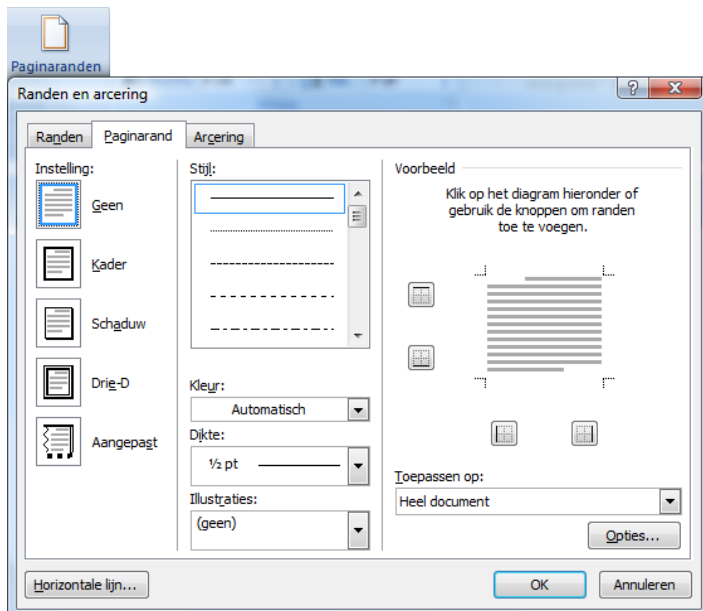 Paginaranden
Randen en arcering
Randen
Paginarand
Arcering
Instelling:
Geen
Kader
Schaduw
Drie-D
Aangepast
Stijl:
Kleur:
Automatisch
Dikte:
½ pt
Illustraties:
(geen)
Voorbeeld
Klik op het diagram hieronder of
gebruik de knoppen om randen
toe te voegen.
Toepassen op:
Heel document
Opties...
Horizontale lijn...
OK
Annuleren